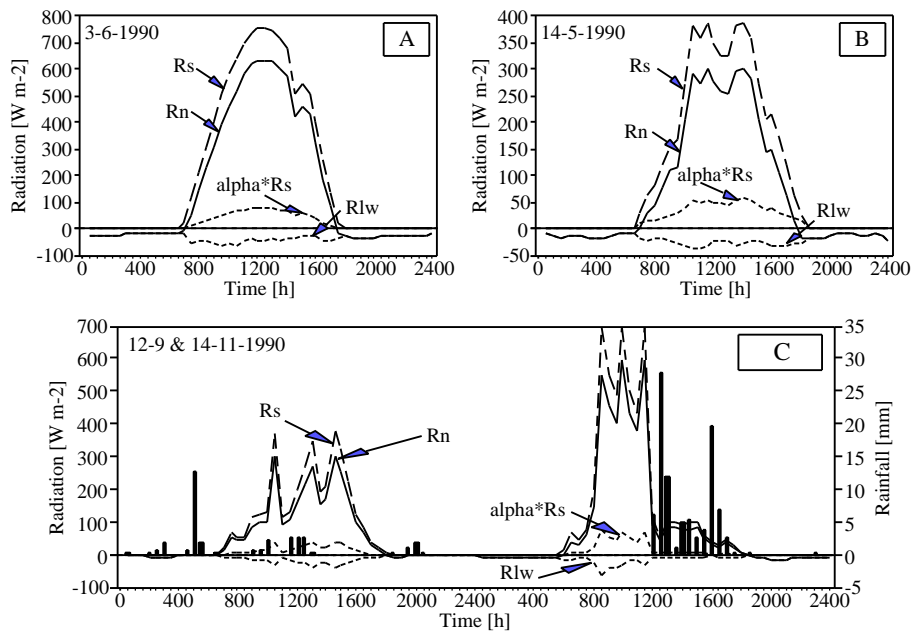 3-6-1990
A
Radiation [W m-2]
800
700
600
500
400
300
200
100
0
-100
Rs
Rn
alpha*Rs
Rlw
0 400 800 1200 1600 2000 2400
Time [h]
14-5-1990
B
Radiation [W m-2]
400
350
300
250
200
150
100
50
0
-50
Rs
Rn
alpha*Rs
Rlw
0 400 800 1200 1600 2000 2400
Time [h]
12-9 & 14-11-1990
C
Radiation [W m-2]
700
600
500
400
300
200
100
0
-100
Rs
Rn
alpha*Rs
Rlw
35
30
25
20
15
10
5
0
-5
Rainfall [mm]
0 400 800 1200 1600 2000 0 400 800 1200 1600 2000 2400
Time [h]